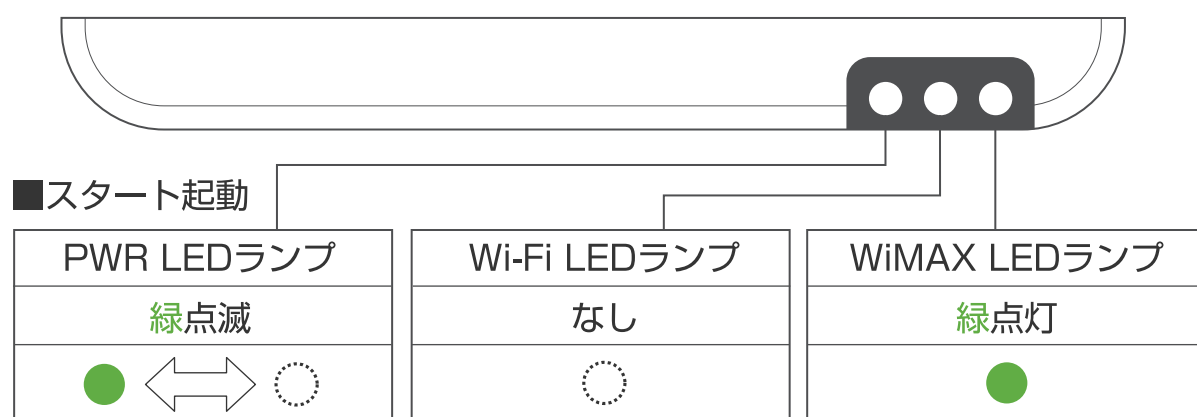 ■スタート起動
PWR LEDランプ
緑点滅
Wi-Fi LEDランプ
なし
WiMAX LEDランプ
緑点灯